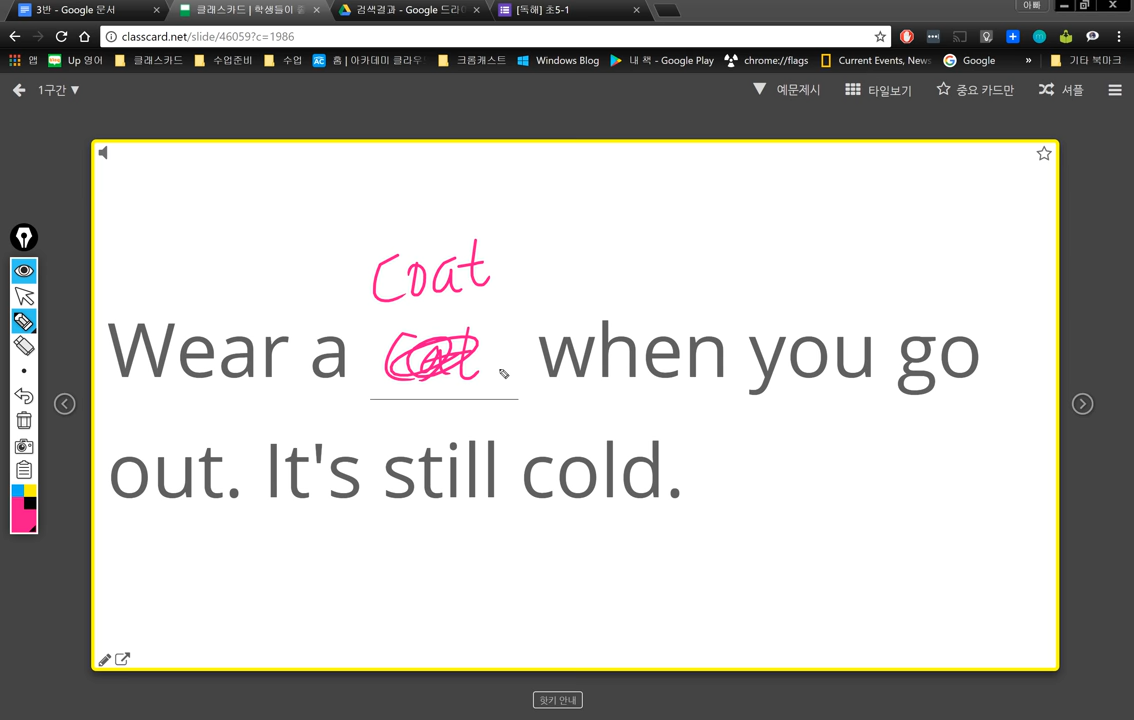 3반 - Google 문서
클래스카드 | 학생들이 좋
검색결과 - Google 드라이
[독해] 초5-1
아빠
classcard.net/slide/46059?c=1986
앱
Up 영어
클래스카드
수업준비
수업
홈 | 아카데미 클라우
크롬캐스트
Windows Blog
내 책 - Google Play
chrome://flags
Current Events, News
Google
»
기타 북마크
1구간 ▼
예문제시
타일보기
중요 카드만
셔플
coat
Wear a when you go
out. It's still cold.
핫키 안내